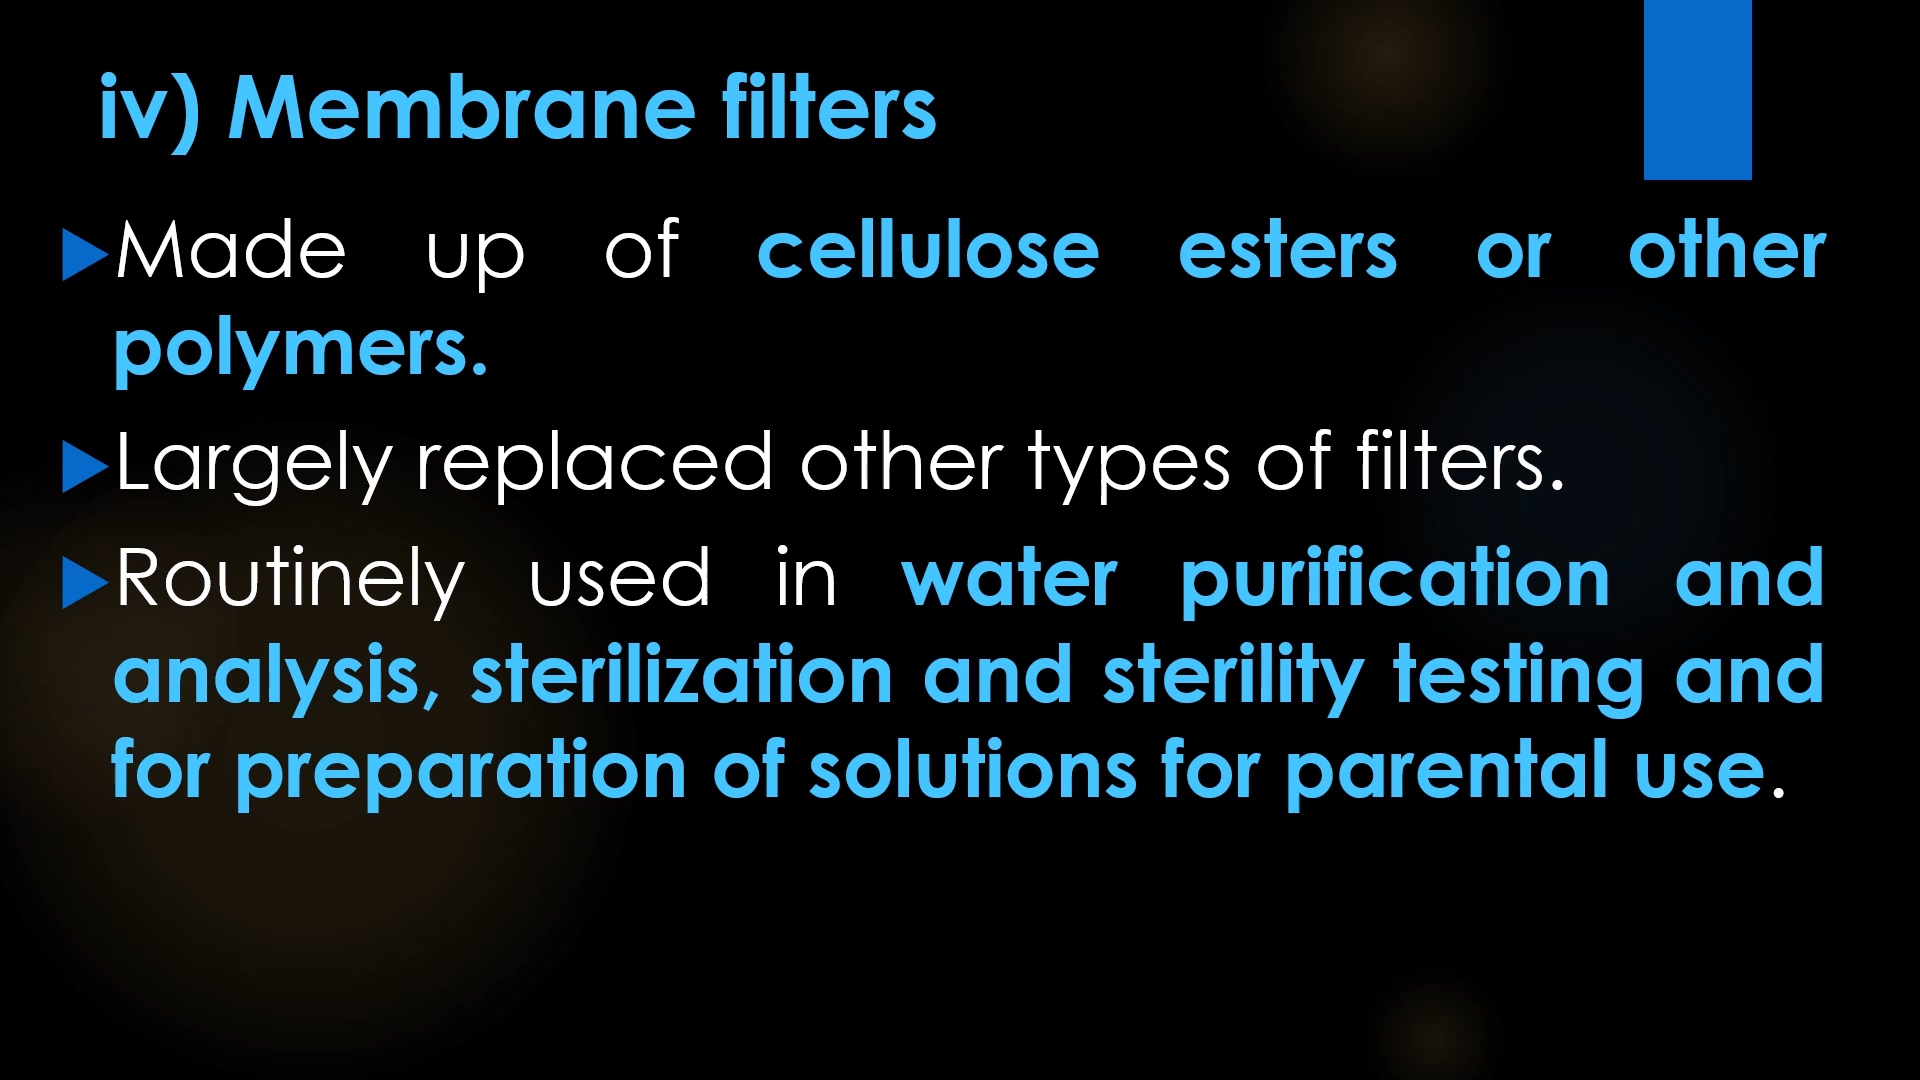 iv) Membrane filters
Made up of cellulose esters or other
polymers.
Largely replaced other types of filters.
Routinely used in water purification and
analysis, sterilization and sterility testing and
for preparation of solutions for parental use.